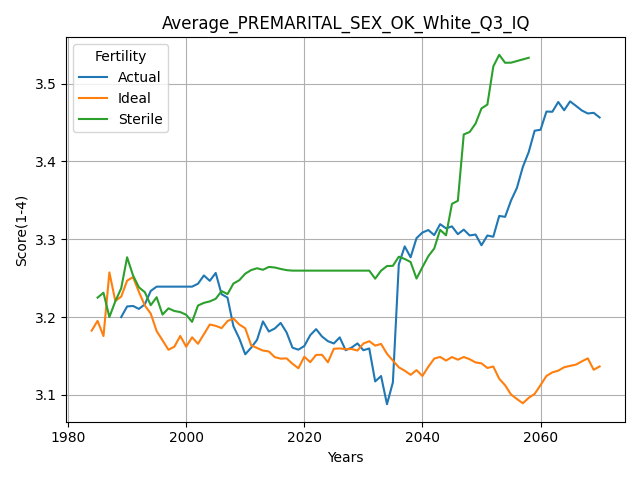 Average_PREMARITAL_SEX_OK_White_Q3_IQ
Fertility
Actual
Ideal
Sterile
Score(1-4)
3.5
3.4
3.3
3.2
3.1
1980
2000
2020
2040
2060
Years